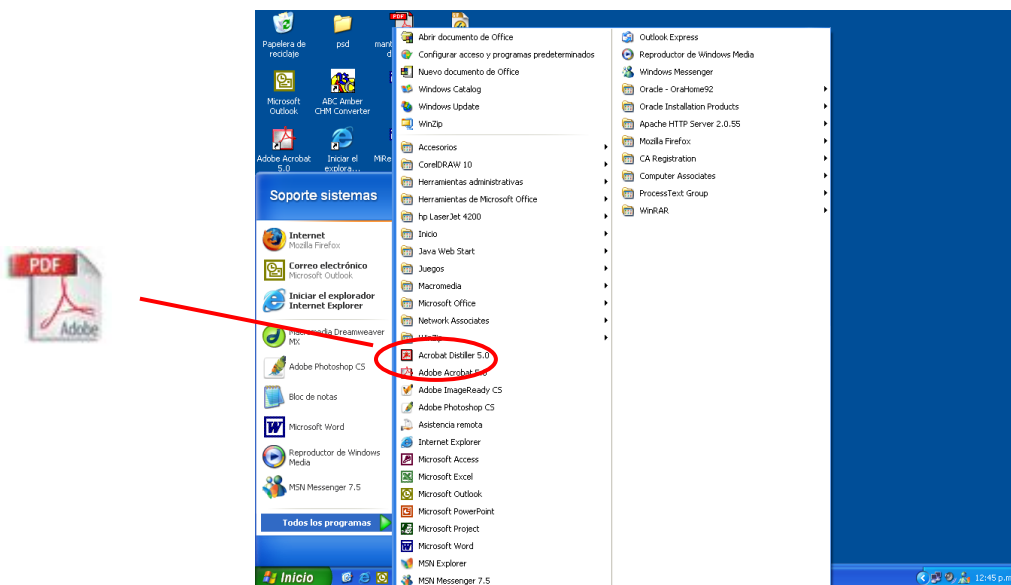 PDF
Adobe
Papelera de
reciclaje
psd
PDF
mant
d
Microsoft
Outlook
ABC Amber
CHM Converter
Adobe Acrobat
5.0
Iniciar el
explora...
MiRe
Soporte sistemas
Internet
Mozilla Firefox
Correo electrónico
Microsoft Outlook
Iniciar el explorador
Internet Explorer
Macromedia Dreamweaver
MX
Adobe Photoshop CS
Bloc de notas
Microsoft Word
Reproductor de Windows
Media
MSN Messenger 7.5
Todos los programas
Inicio
Abrir documento de Office
Configurar acceso y programas predeterminados
Nuevo documento de Office
Windows Catalog
Windows Update
WinZip
Accesorios
CorelDRAW 10
Herramientas administrativas
Herramientas de Microsoft Office
hp LaserJet 4200
Inicio
Java Web Start
Juegos
Macromedia
Microsoft Office
Network Associates
WinZip
Acrobat Distiller 5.0
Adobe Acrobat 5.0
Adobe ImageReady CS
Adobe Photoshop CS
Asistencia remota
Internet Explorer
Microsoft Access
Microsoft Excel
Microsoft Outlook
Microsoft PowerPoint
Microsoft Project
Microsoft Word
MSN Explorer
MSN Messenger 7.5
Outlook Express
Reproductor de Windows Media
Windows Messenger
Oracle - OraHome92
Oracle Installation Products
Apache HTTP Server 2.0.55
Mozilla Firefox
CA Registration
Computer Associates
ProcessText Group
WinRAR
12:45 p.m